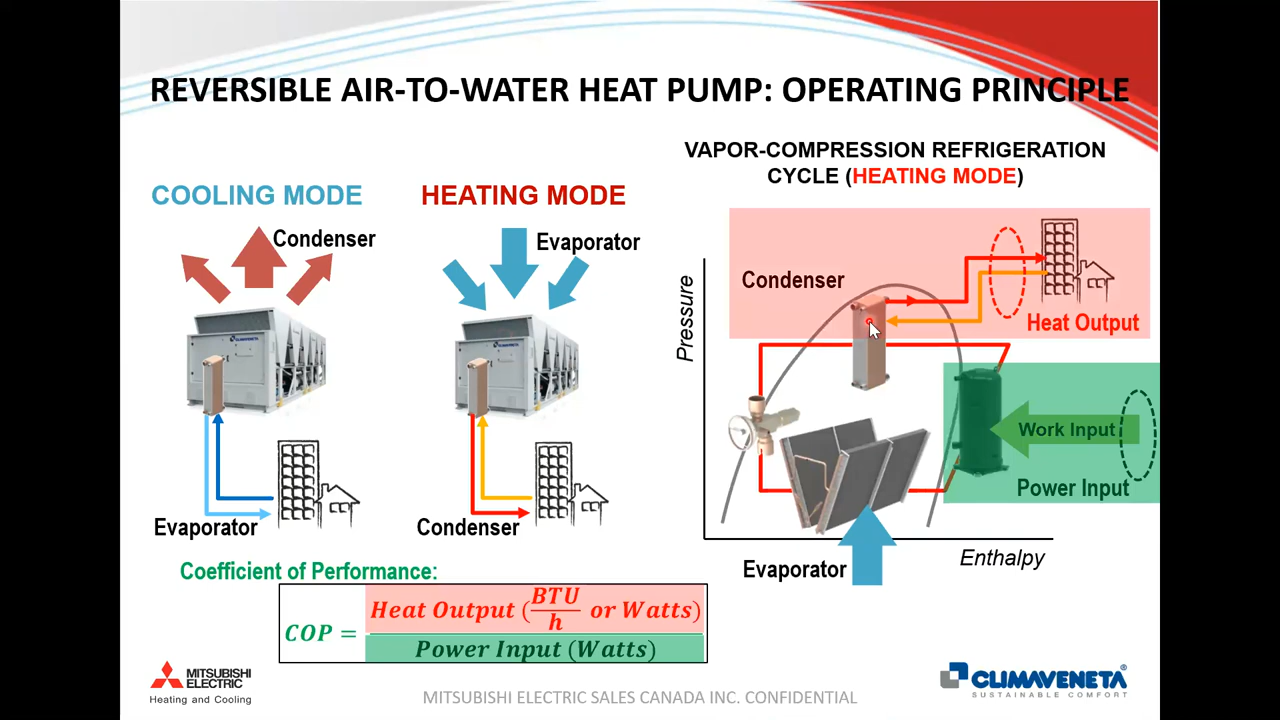 REVERSIBLE AIR-TO-WATER HEAT PUMP: OPERATING PRINCIPLE
VAPOR-COMPRESSION REFRIGERATION
CYCLE (HEATING MODE)
COOLING MODE
HEATING MODE
Condenser
Evaporator
CLIMAVENETA
CLIMAVENETA
Evaporator
Condenser
Pressure
Condenser
Heat Output
Work Input
Power Input
Evaporator
Enthalpy
Coefficient of Performance:
COP = Heat Output (BTU/h or Watts)
Power Input (Watts)
MITSUBISHI
ELECTRIC
Heating and Cooling
MITSUBISHI ELECTRIC SALES CANADA INC. CONFIDENTIAL
CLIMAVENETA®
SUSTAINABLE COMFORT